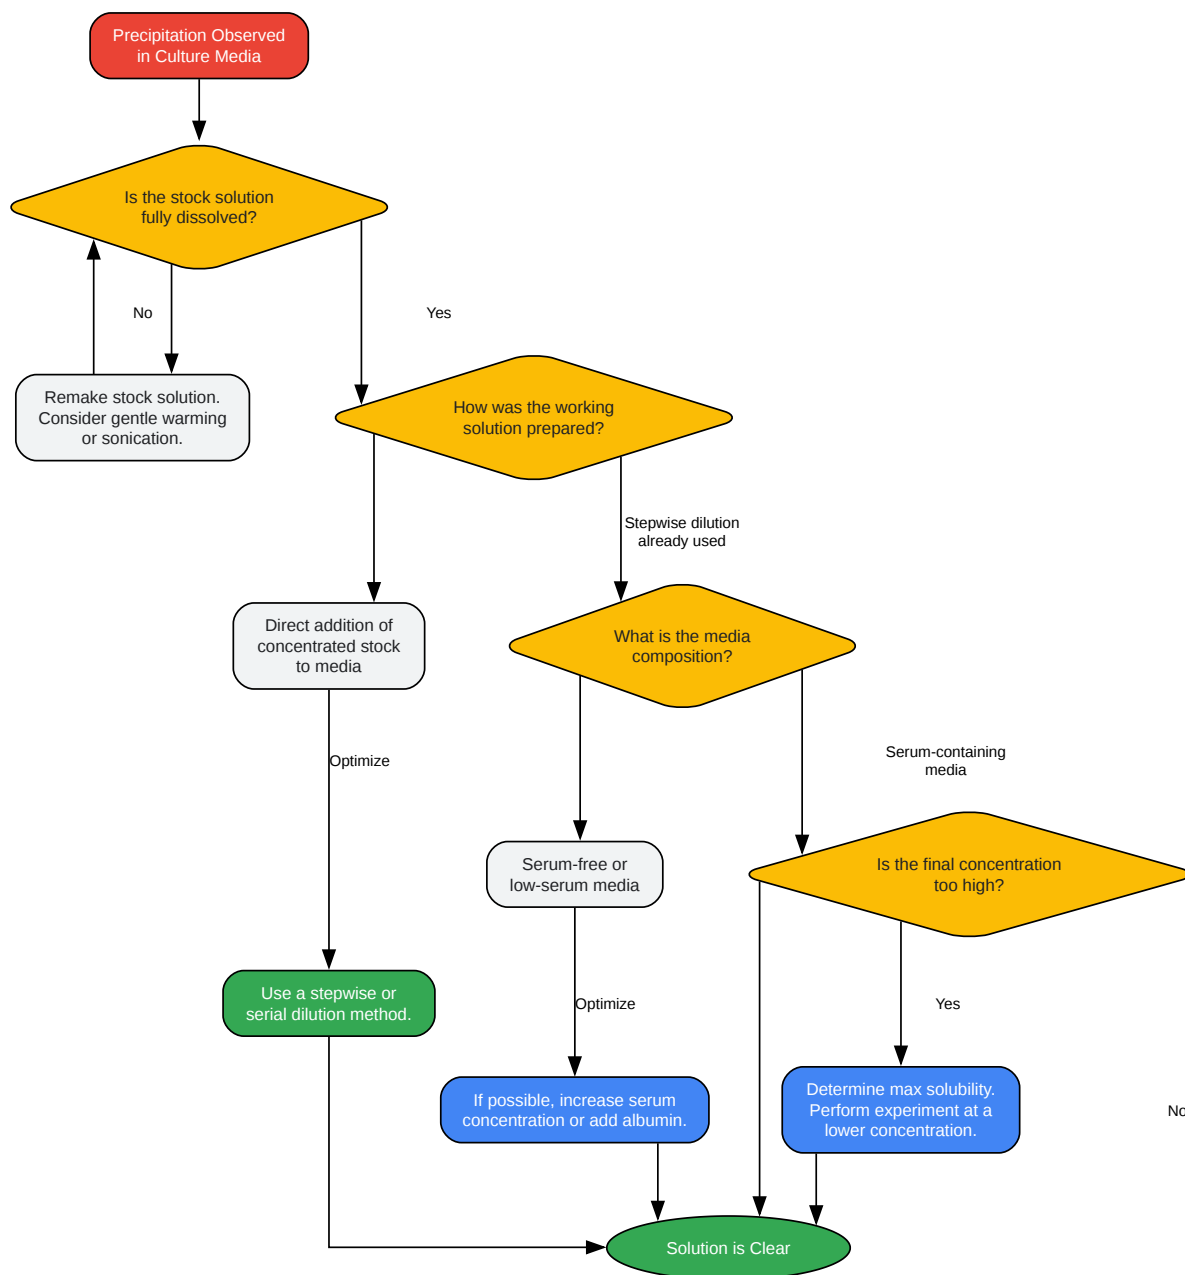 Precipitation Observed
in Culture Media
Is the stock solution
fully dissolved?
No
Yes
Remake stock solution.
Consider gentle warming
or sonication.
How was the working
solution prepared?
Stepwise dilution
already used
Direct addition of
concentrated stock
to media
What is the media
composition?
Optimize
Serum-containing
media
Serum-free or
low-serum media
Is the final concentration
too high?
Use a stepwise or
serial dilution method.
Optimize
Yes
If possible, increase serum
concentration or add albumin.
Determine max solubility.
Perform experiment at a
lower concentration.
No
Solution is Clear